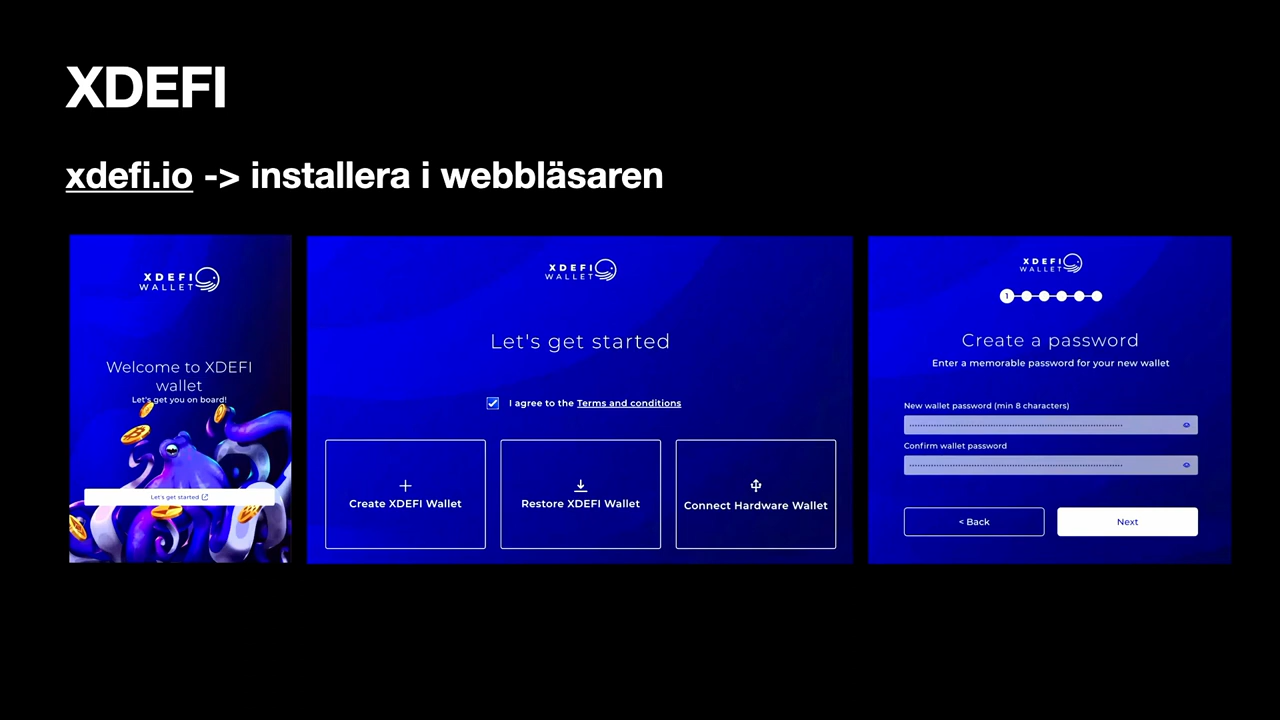 XDEFI
xdefi.io -> installera i webbläsaren
XDEFI
WALLET
Welcome to XDEFI
wallet
Let's get you on board!
Let's get started
XDEFI
WALLET
Let's get started
I agree to the Terms and conditions
Create XDEFI Wallet
Restore XDEFI Wallet
Connect Hardware Wallet
XDEFI
WALLET
1
Create a password
Enter a memorable password for your new wallet
New wallet password (min 8 characters)
Confirm wallet password
< Back
Next